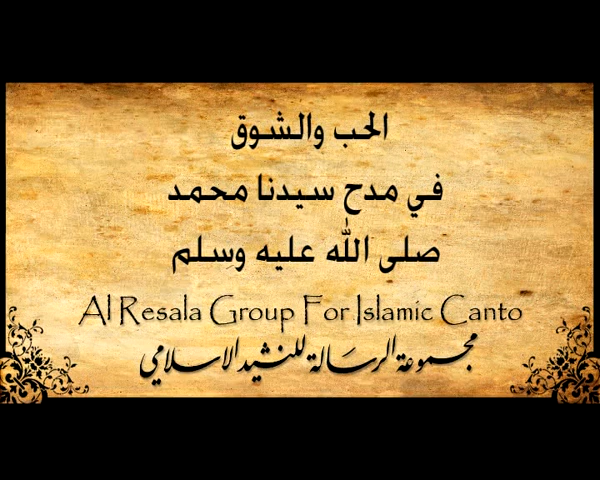 الحب والشوق
في مدح سيدنا محمد
صلى الله عليه وسلم
Al Resala Group For Islamic Canto
مجموعة الرسالة للنشيد الاسلامي